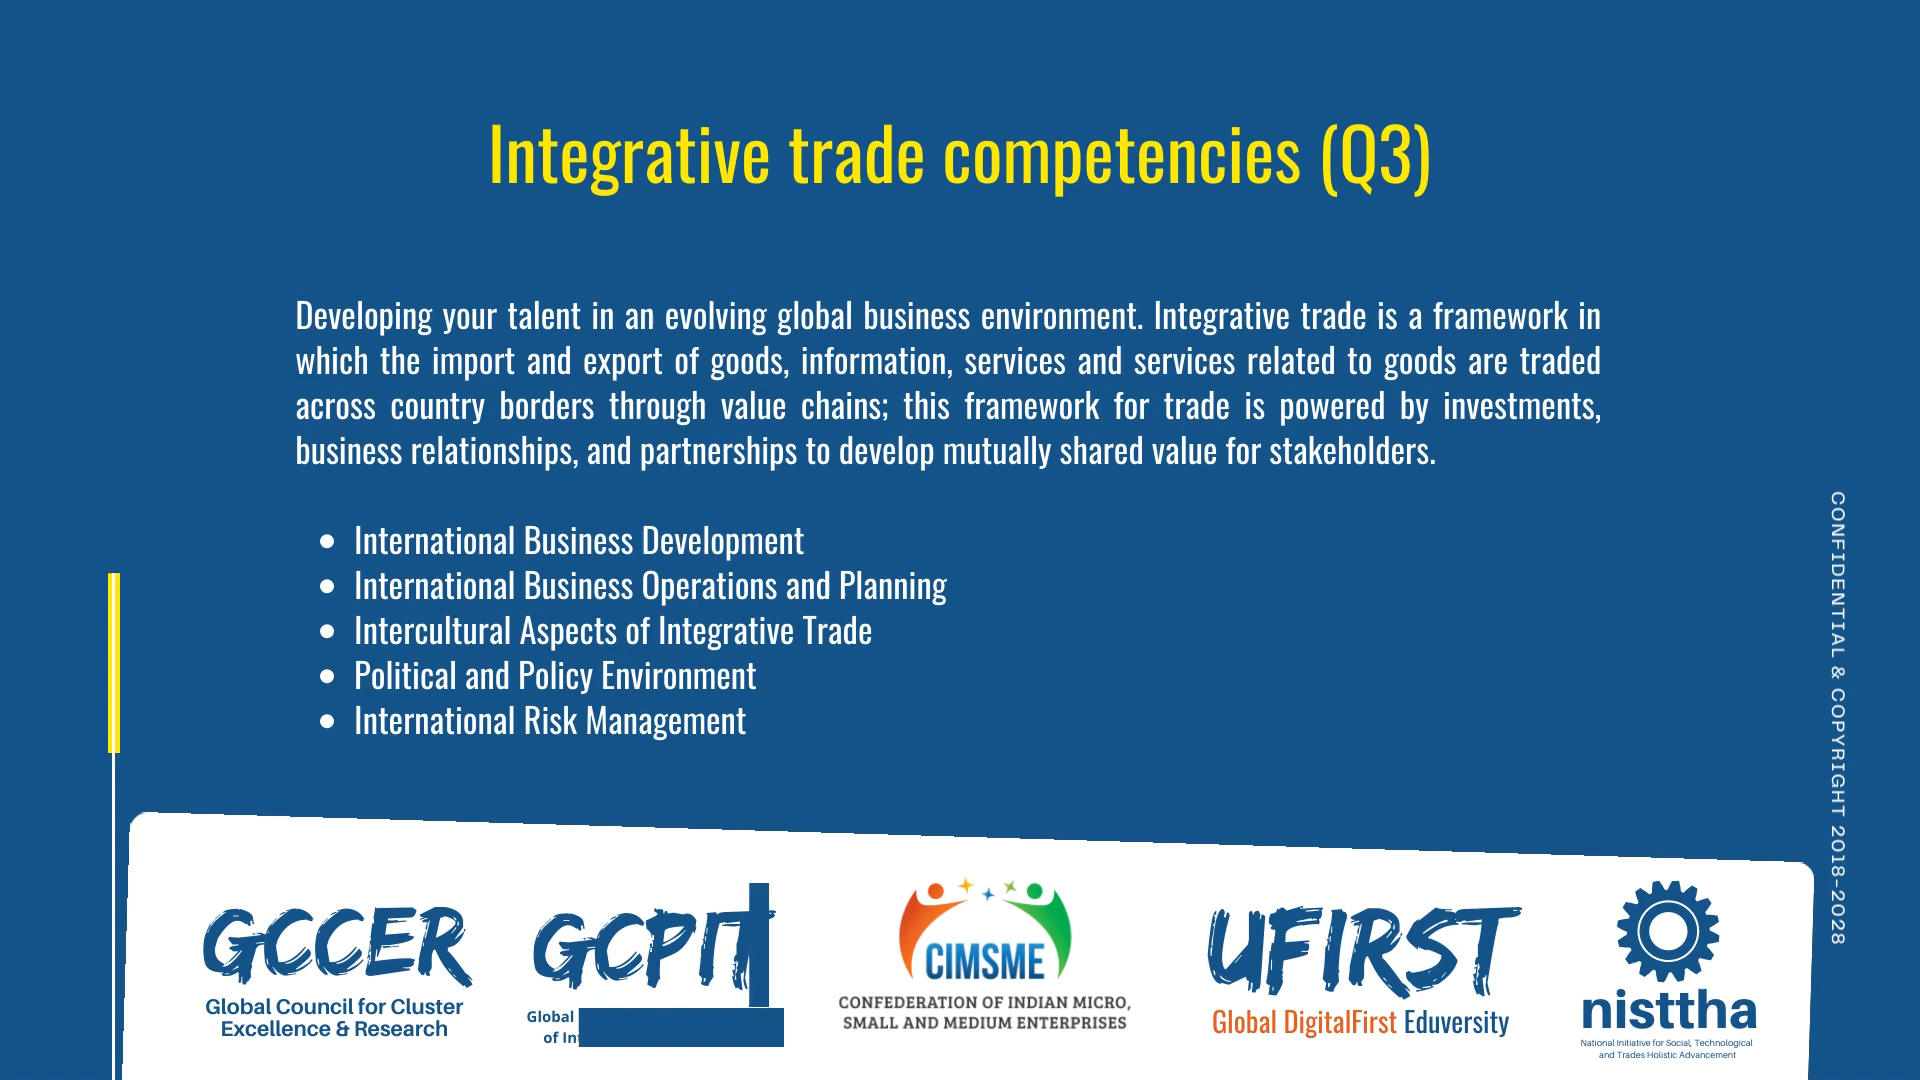 Integrative trade competencies (Q3)
Developing your talent in an evolving global business environment. Integrative trade is a framework in
which the import and export of goods, information, services and services related to goods are traded
across country borders through value chains; this framework for trade is powered by investments,
business relationships, and partnerships to develop mutually shared value for stakeholders.
• International Business Development
• International Business Operations and Planning
• Intercultural Aspects of Integrative Trade
• Political and Policy Environment
• International Risk Management
CONFIDENTIAL & COPYRIGHT 2018-2028
GCCER
Global Council for Cluster
Excellence & Research
GCPIT
Global
of
CIMSME
CONFEDERATION OF INDIAN MICRO,
SMALL AND MEDIUM ENTERPRISES
UFIRST
Global DigitalFirst Eduversity
nisttha
National Initiative for Social, Technological
and Trades Holistic Advancement